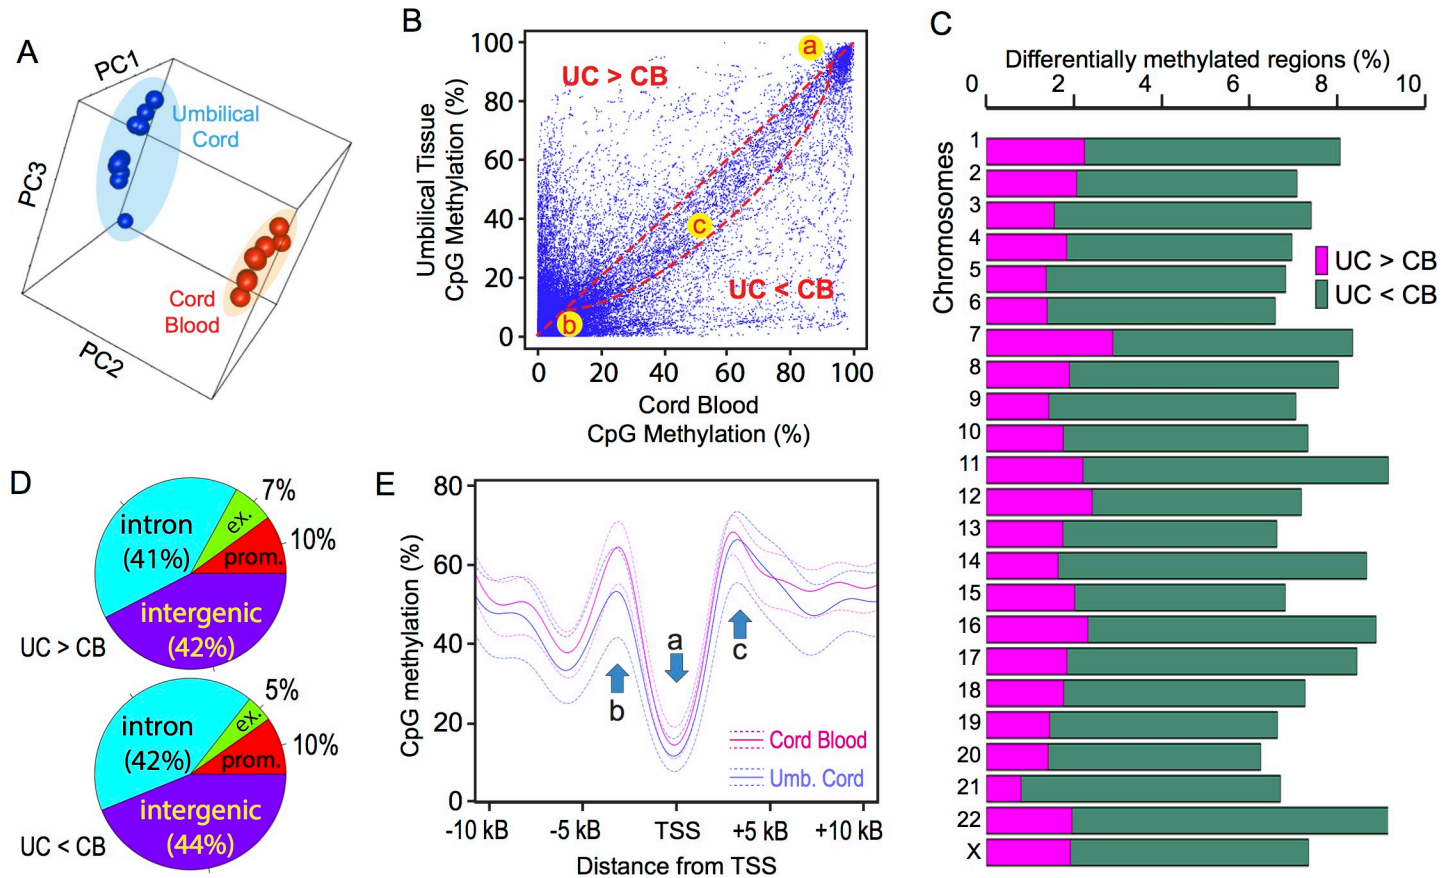 A
PC1
PC3
PC2
Umbilical
Cord
Cord
Blood
B
Umbilical Tissue
CpG Methylation (%)
100
80
60
40
20
0
UC > CB
UC < CB
a
c
b
0 20 40 60 80 100
Cord Blood
CpG Methylation (%)
C
Differentially methylated regions (%)
0 2 4 6 8 10
Chromosomes
1
2
3
4
5
6
7
8
9
10
11
12
13
14
15
16
17
18
19
20
21
22
X
UC > CB
UC < CB
D
7%
10%
intron
(41%)
ex.
prom.
intergenic
(42%)
UC > CB
5%
10%
intron
(42%)
ex.
prom.
intergenic
(44%)
UC < CB
E
CpG methylation (%)
80
60
40
20
0
a
b
c
Cord Blood
Umb. Cord
-10 kB -5 kB TSS +5 kB +10 kB
Distance from TSS